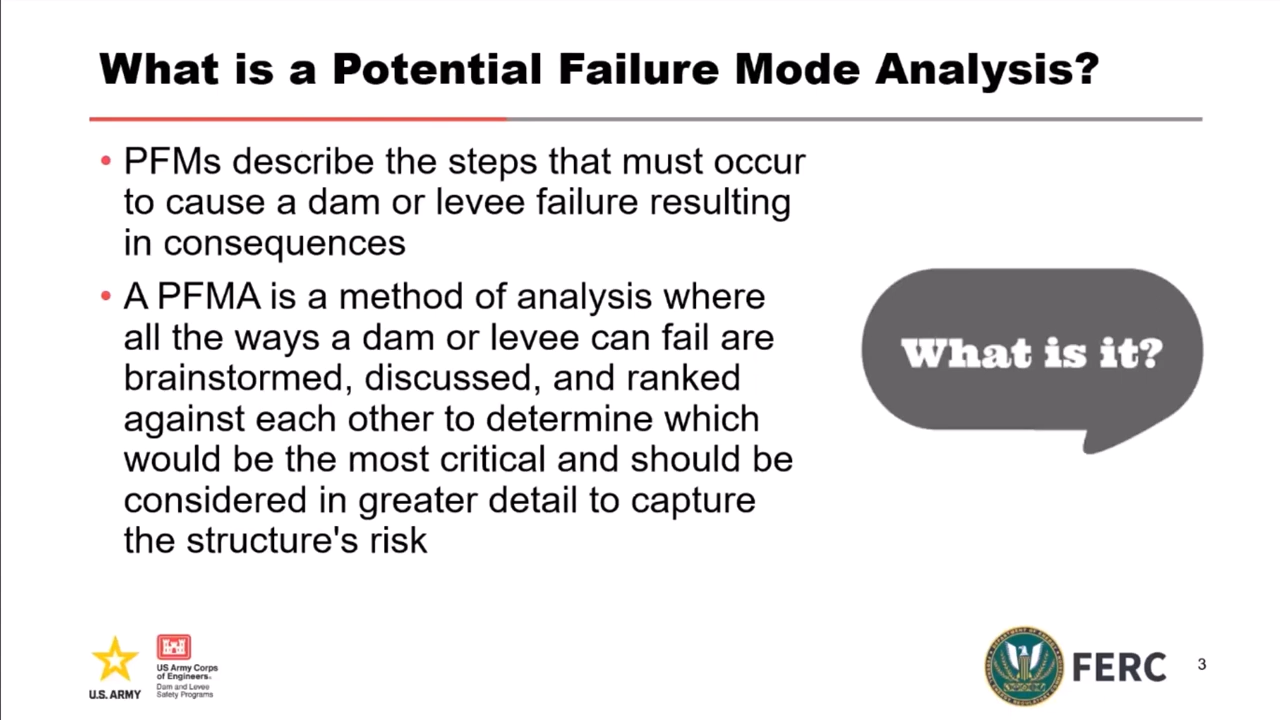 What is a Potential Failure Mode Analysis?
• PFMs describe the steps that must occur
to cause a dam or levee failure resulting
in consequences
• A PFMA is a method of analysis where
all the ways a dam or levee can fail are
brainstormed, discussed, and ranked
against each other to determine which
would be the most critical and should be
considered in greater detail to capture
the structure's risk
What is it?
U.S. ARMY
US Army Corps
of Engineers.
Dam and Levee
Safety Programs
FERC
3